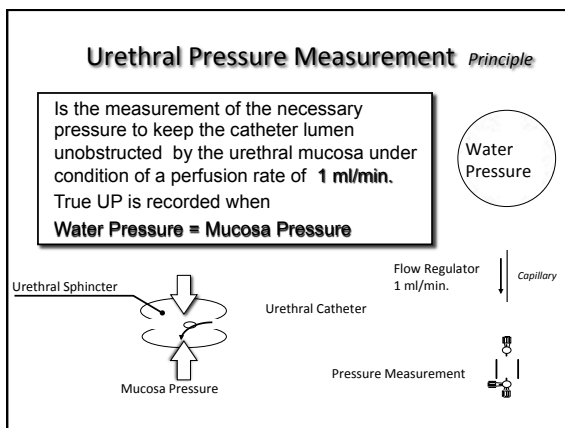 Urethral Pressure Measurement Principle
Is the measurement of the necessary
pressure to keep the catheter lumen
unobstructed by the urethral mucosa under
condition of a perfusion rate of 1 ml/min.
True UP is recorded when
Water Pressure = Mucosa Pressure
Water
Pressure
Flow Regulator
1 ml/min.
Capillary
Urethral Sphincter
Urethral Catheter
Mucosa Pressure
Pressure Measurement